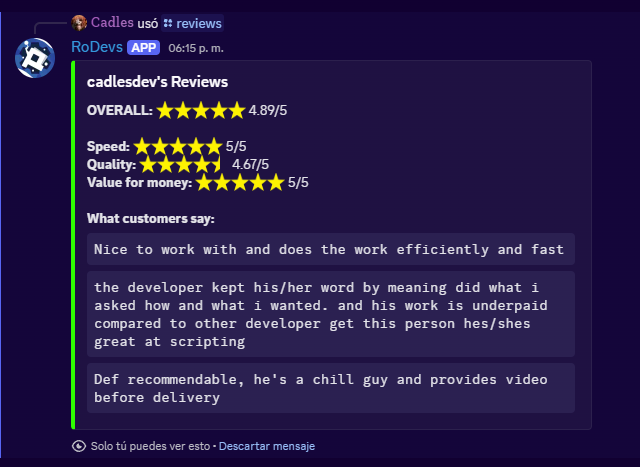 Cadles usó reviews
RoDevs APP 06:15 p. m.
cadlesdev's Reviews
OVERALL: 4.89/5
Speed: 5/5
Quality: 4.67/5
Value for money: 5/5
What customers say:
Nice to work with and does the work efficiently and fast
the developer kept his/her word by meaning did what i
asked how and what i wanted. and his work is underpaid
compared to other developer get this person hes/shes
great at scripting
Def recommendable, he's a chill guy and provides video
before delivery
Solo tú puedes ver esto • Descartar mensaje